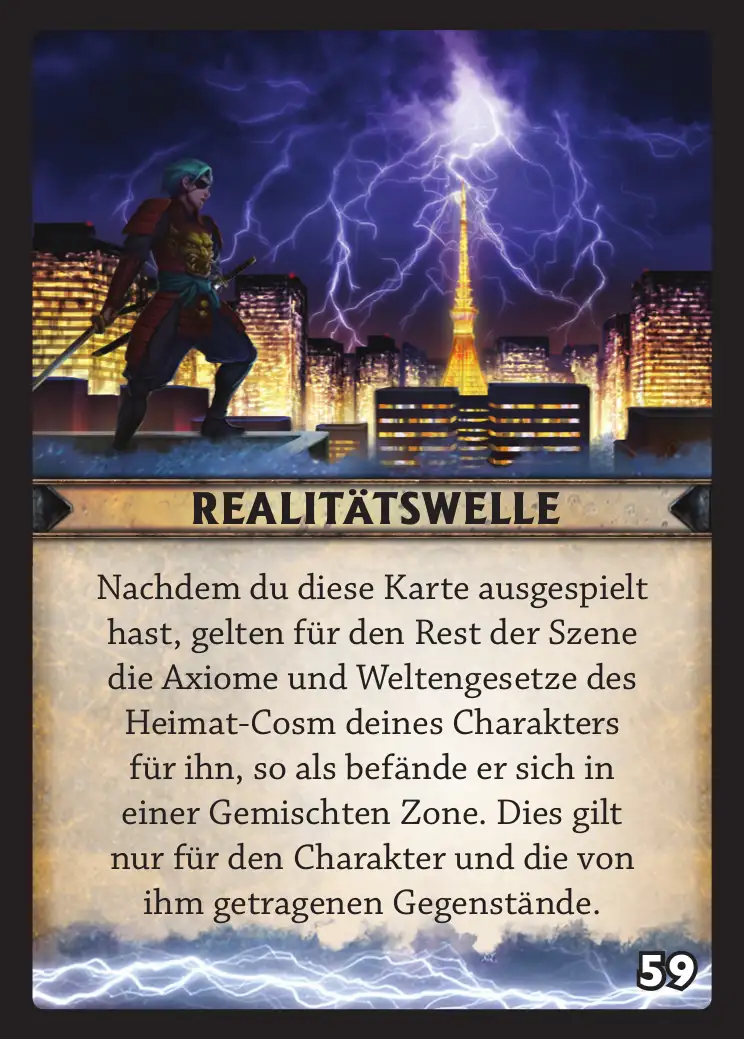 REALITÄTSWELLE
Nachdem du diese Karte ausgespielt
hast, gelten für den Rest der Szene
die Axiome und Weltengesetze des
Heimat-Cosm deines Charakters
für ihn, so als befände er sich in
einer Gemischten Zone. Dies gilt
nur für den Charakter und die von
ihm getragenen Gegenstände.
59